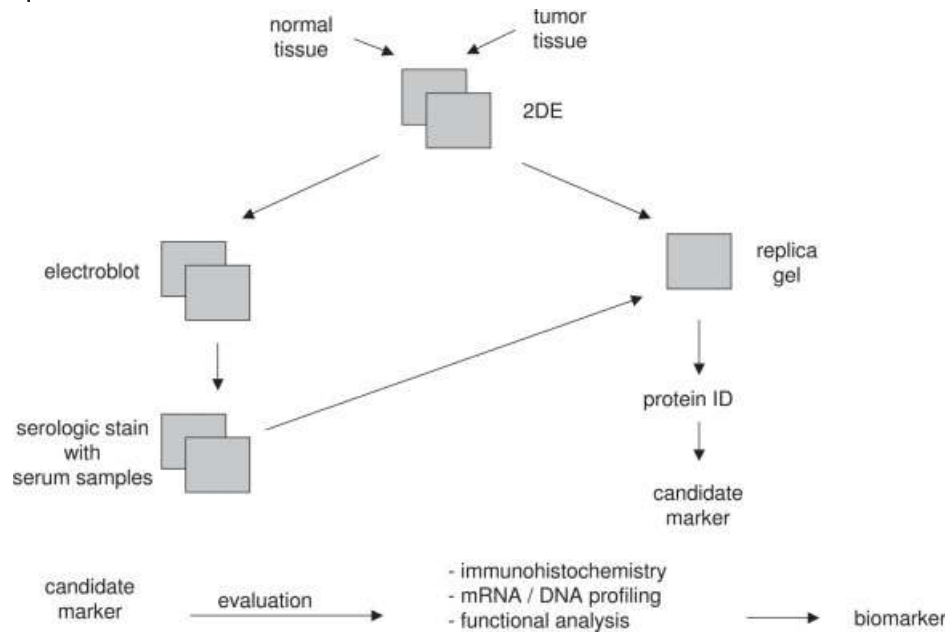 normal
tissue
tumor
tissue
2DE
electroblot
replica
gel
serologic stain
with
serum samples
protein ID
candidate
marker
candidate
marker
evaluation
- immunohistochemistry
- mRNA / DNA profiling
- functional analysis
biomarker